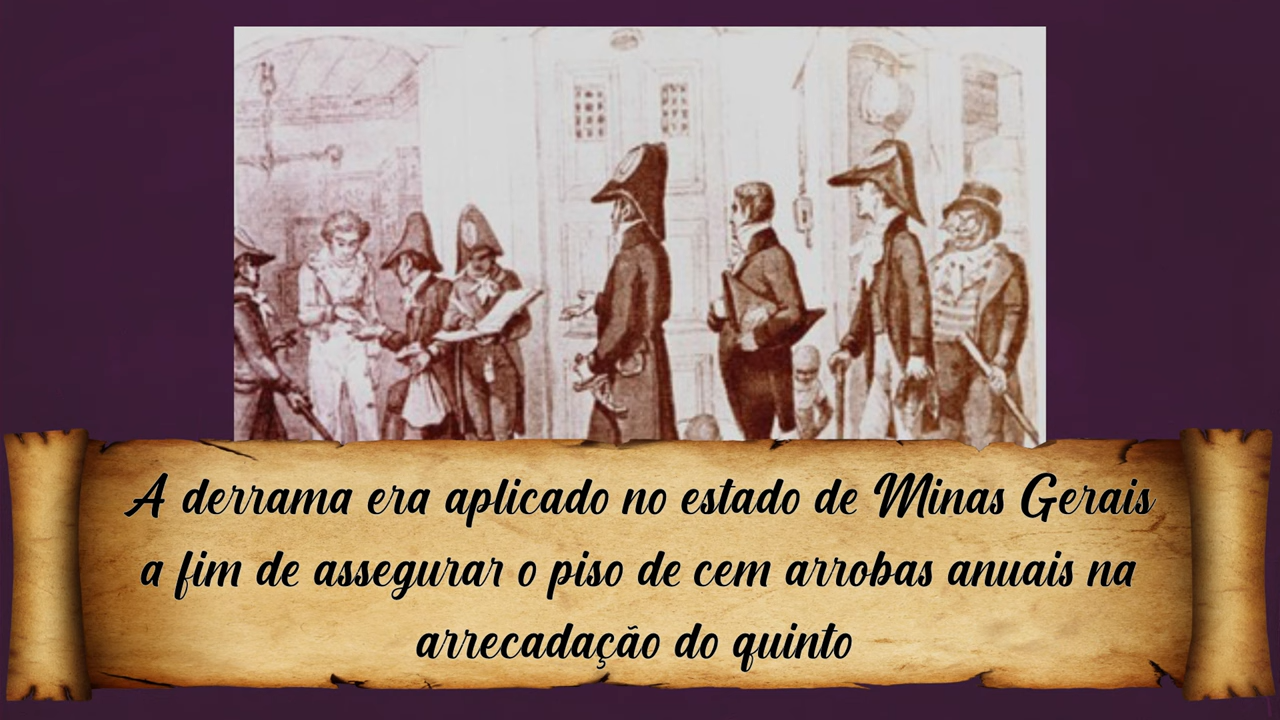 A derrama era aplicado no estado de Minas Gerais
a fim de assegurar o piso de cem arrobas anuais na
arrecadação do quinto